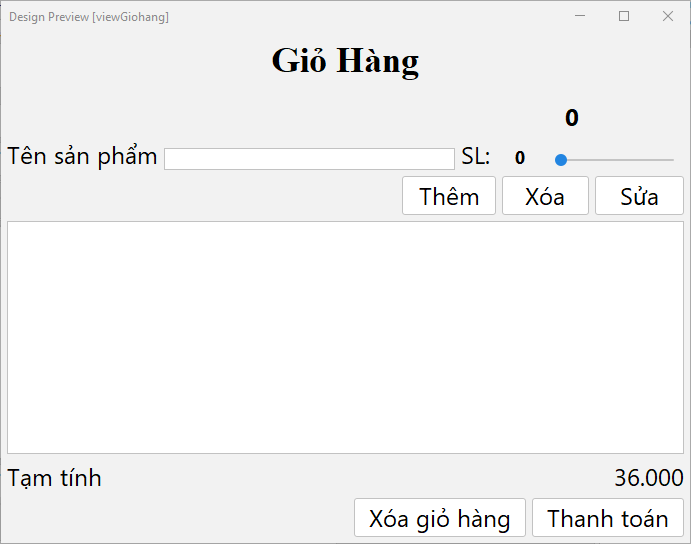 Design Preview [viewGiohang]
Giỏ Hàng
0
Tên sản phẩm SL: 0
Thêm Xóa Sửa
Tạm tính 36.000
Xóa giỏ hàng Thanh toán